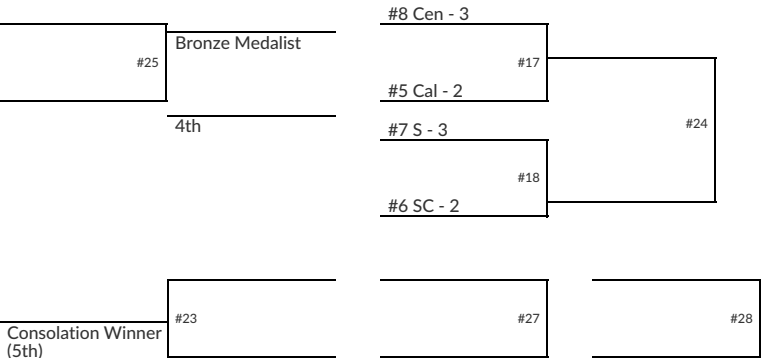 #8 Cen - 3
Bronze Medalist
#25
#17
#5 Cal - 2
4th
#7 S - 3
#24
#18
#6 SC - 2
#23
#27
#28
Consolation Winner
(5th)